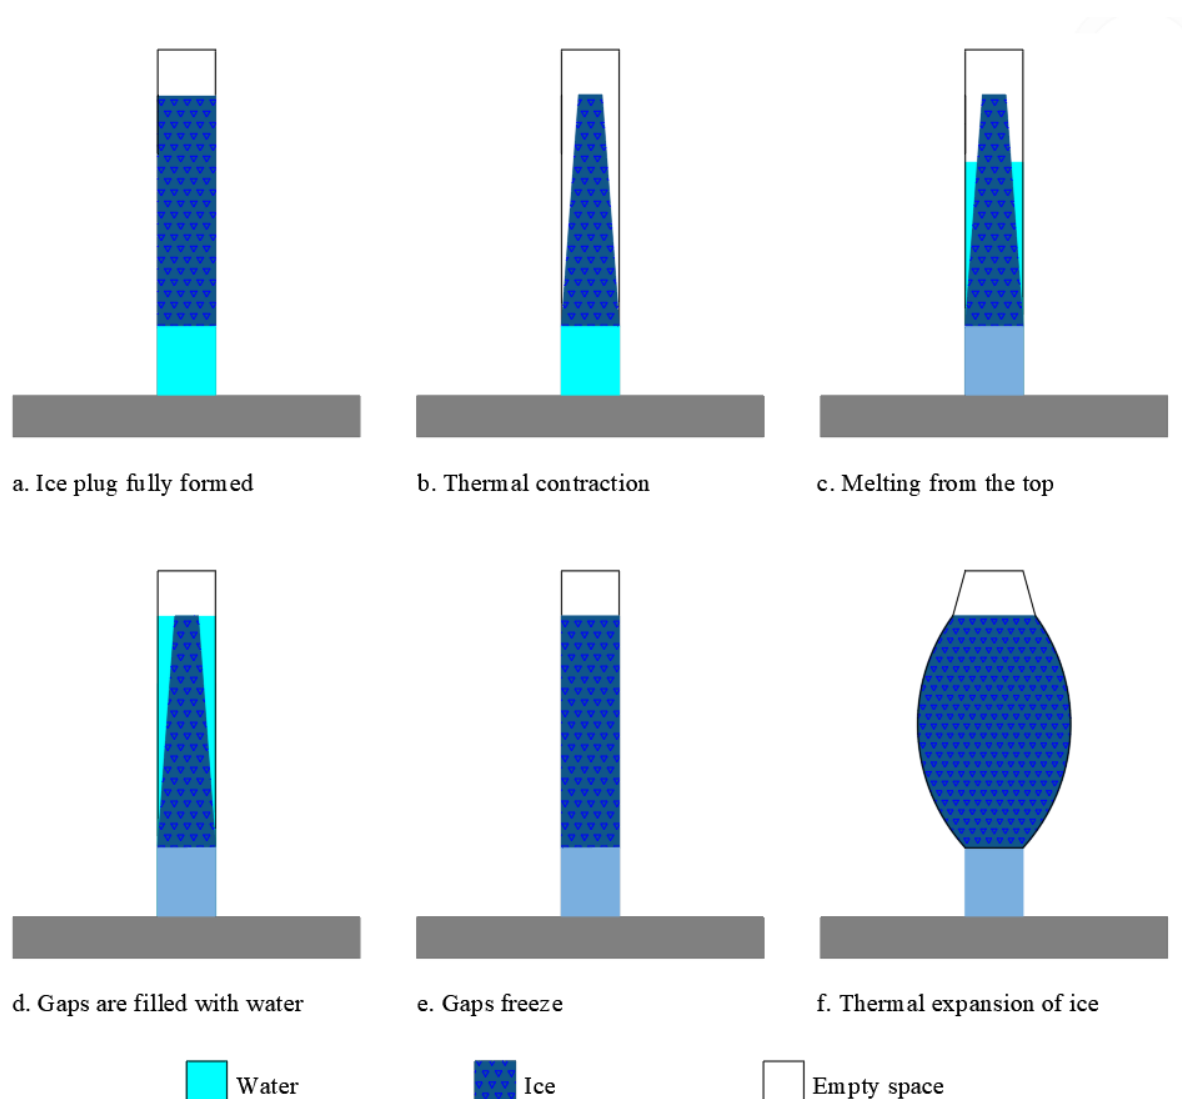 a. Ice plug fully formed
b. Thermal contraction
c. Melting from the top
d. Gaps are filled with water
e. Gaps freeze
f. Thermal expansion of ice
Water
Ice
Empty space